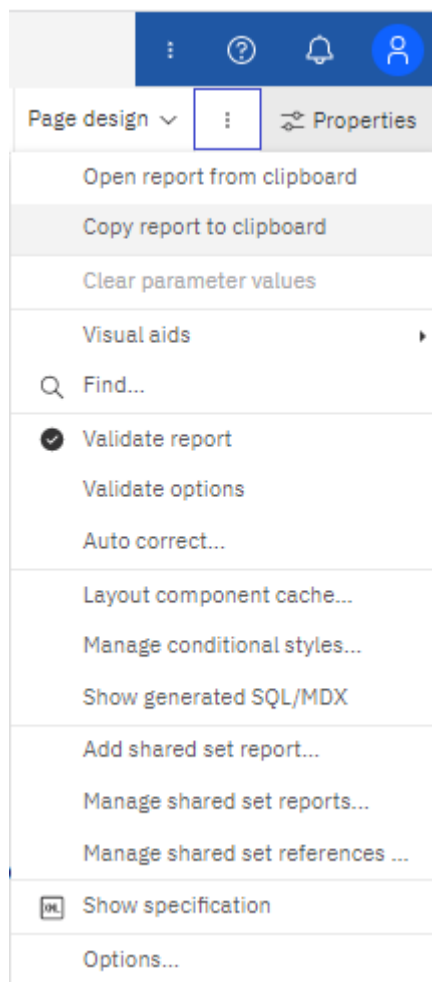 Page design
Properties
Open report from clipboard
Copy report to clipboard
Clear parameter values
Visual aids
Find...
Validate report
Validate options
Auto correct...
Layout component cache...
Manage conditional styles...
Show generated SQL/MDX
Add shared set report...
Manage shared set reports...
Manage shared set references ...
Show specification
Options...